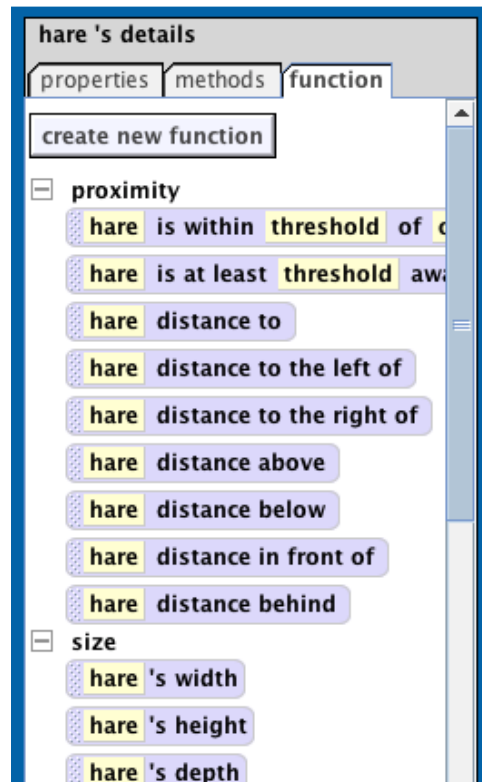 hare 's details
properties methods function
create new function
proximity
hare is within threshold of
hare is at least threshold
hare distance to
hare distance to the left of
hare distance to the right of
hare distance above
hare distance below
hare distance in front of
hare distance behind
size
hare 's width
hare 's height
hare 's depth